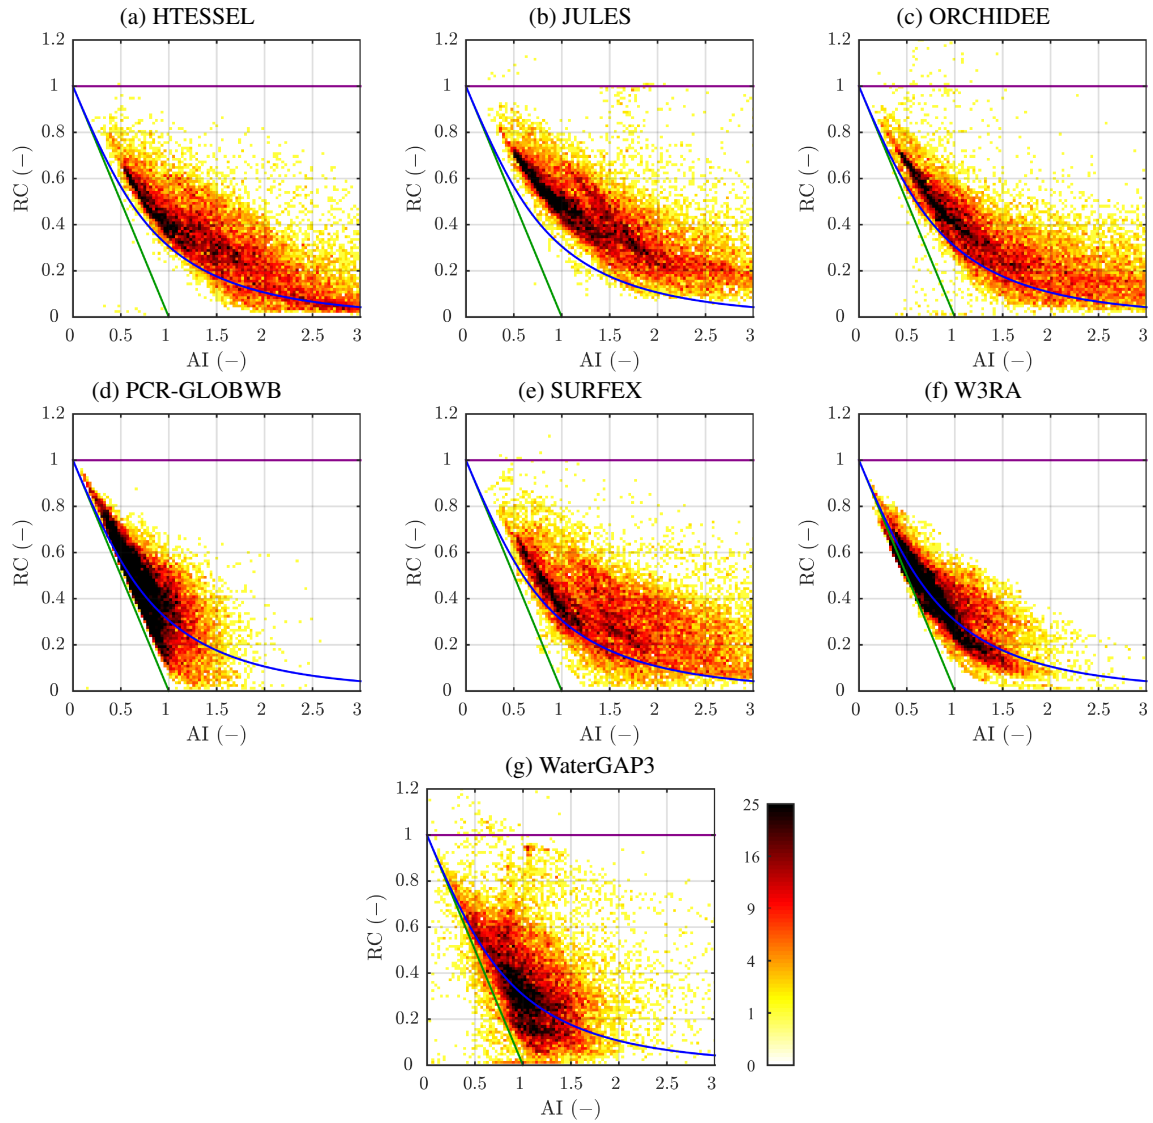 (a) HTESSEL (b) JULES (c) ORCHIDEE
1.2 1.2 1.2
1 1 1
0.8 0.8 0.8
RC (−) RC (−) RC (−)
0.6 0.6 0.6
0.4 0.4 0.4
0.2 0.2 0.2
0 0 0
0 0.5 1 1.5 2 2.5 3 0 0.5 1 1.5 2 2.5 3 0 0.5 1 1.5 2 2.5 3
AI (−) AI (−) AI (−)
(d) PCR-GLOBWB (e) SURFEX (f) W3RA
1.2 1.2 1.2
1 1 1
0.8 0.8 0.8
RC (−) RC (−) RC (−)
0.6 0.6 0.6
0.4 0.4 0.4
0.2 0.2 0.2
0 0 0
0 0.5 1 1.5 2 2.5 3 0 0.5 1 1.5 2 2.5 3 0 0.5 1 1.5 2 2.5 3
AI (−) AI (−) AI (−)
(g) WaterGAP3
1.2 25
1 16
0.8 9
RC (−)
0.6 4
0.4 1
0.2
0 0
0 0.5 1 1.5 2 2.5 3
AI (−)